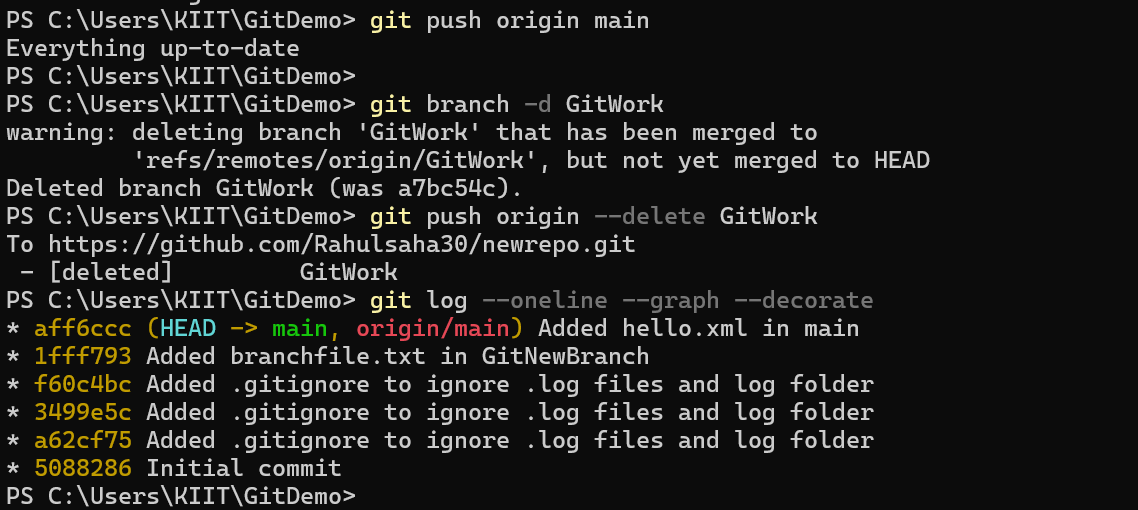 PS C:\Users\KIIT\GitDemo> git push origin main
Everything up-to-date
PS C:\Users\KIIT\GitDemo>
PS C:\Users\KIIT\GitDemo> git branch -d GitWork
warning: deleting branch 'GitWork' that has been merged to
         'refs/remotes/origin/GitWork', but not yet merged to HEAD
Deleted branch GitWork (was a7bc54c).
PS C:\Users\KIIT\GitDemo> git push origin --delete GitWork
To https://github.com/Rahulsaha30/newrepo.git
 - [deleted]         GitWork
PS C:\Users\KIIT\GitDemo> git log --oneline --graph --decorate
* aff6ccc (HEAD -> main, origin/main) Added hello.xml in main
* 1fff793 Added branchfile.txt in GitNewBranch
* f60c4bc Added .gitignore to ignore .log files and log folder
* 3499e5c Added .gitignore to ignore .log files and log folder
* a62cf75 Added .gitignore to ignore .log files and log folder
* 5088286 Initial commit
PS C:\Users\KIIT\GitDemo>